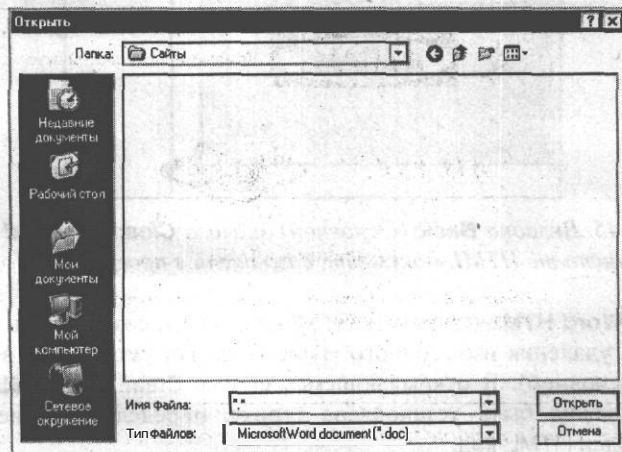 Открыть
Папка: Сайты
Недавние
документы
Рабочий стол
Мои
документы
Мой
компьютер
Сетевое
окружение
Имя файла: *.*
Открыть
Тип файлов: MicrosoftWord document(*.doc)
Отмена